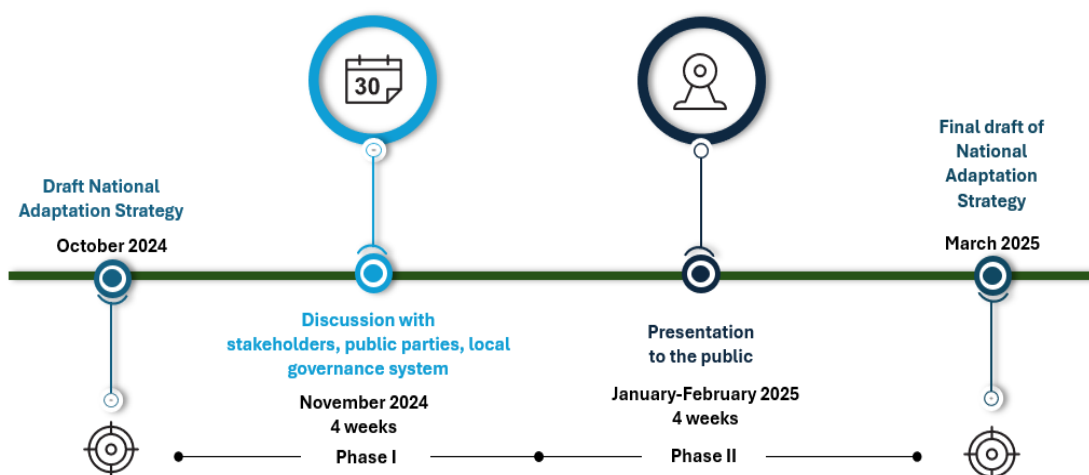 30
Draft National
Adaptation Strategy
October 2024
Discussion with
stakeholders, public parties, local
governance system
November 2024
4 weeks
Phase I
Presentation
to the public
January-February 2025
4 weeks
Phase II
Final draft of
National
Adaptation
Strategy
March 2025